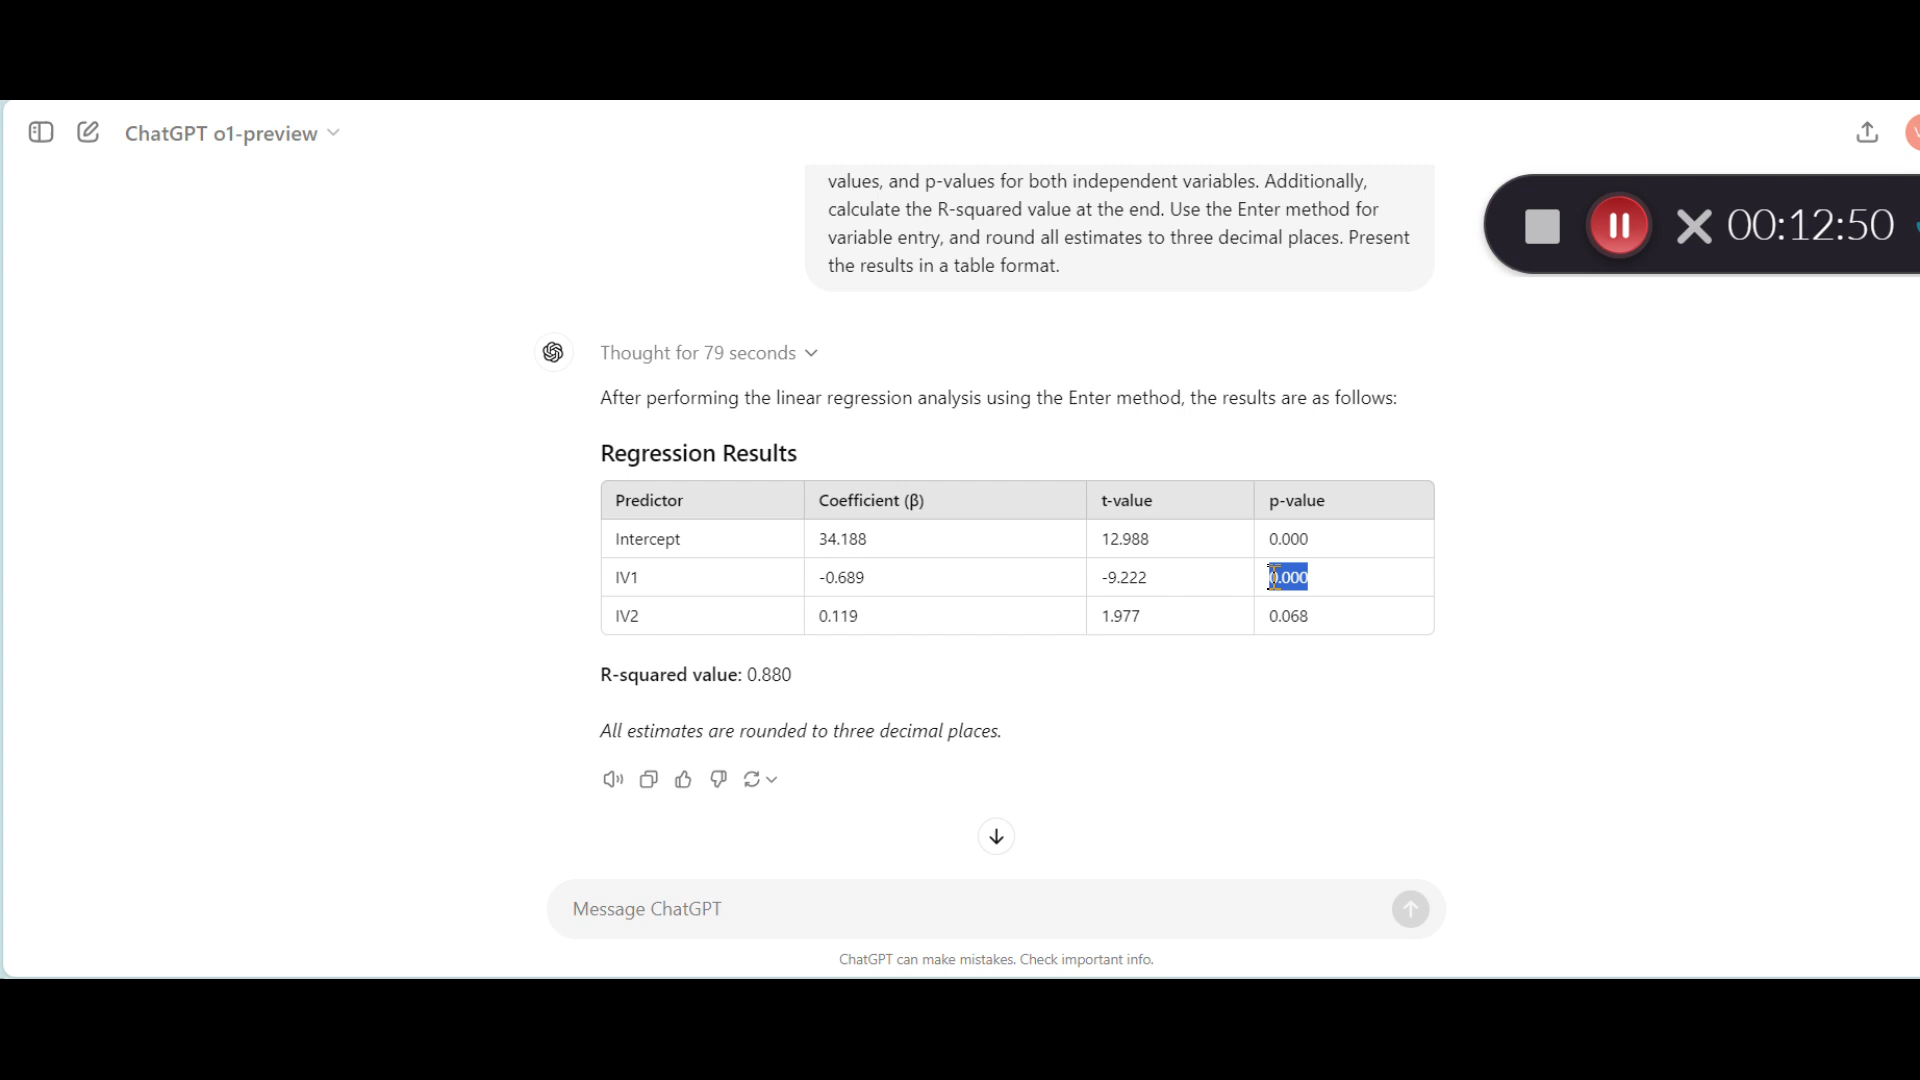 ChatGPT o1-preview
values, and p-values for both independent variables. Additionally,
calculate the R-squared value at the end. Use the Enter method for
variable entry, and round all estimates to three decimal places. Present
the results in a table format.
00:12:50
Thought for 79 seconds
After performing the linear regression analysis using the Enter method, the results are as follows:
Regression Results
Predictor Coefficient (β) t-value p-value
Intercept 34.188 12.988 0.000
IV1 -0.689 -9.222 0.000
IV2 0.119 1.977 0.068
R-squared value: 0.880
All estimates are rounded to three decimal places.
Message ChatGPT
ChatGPT can make mistakes. Check important info.